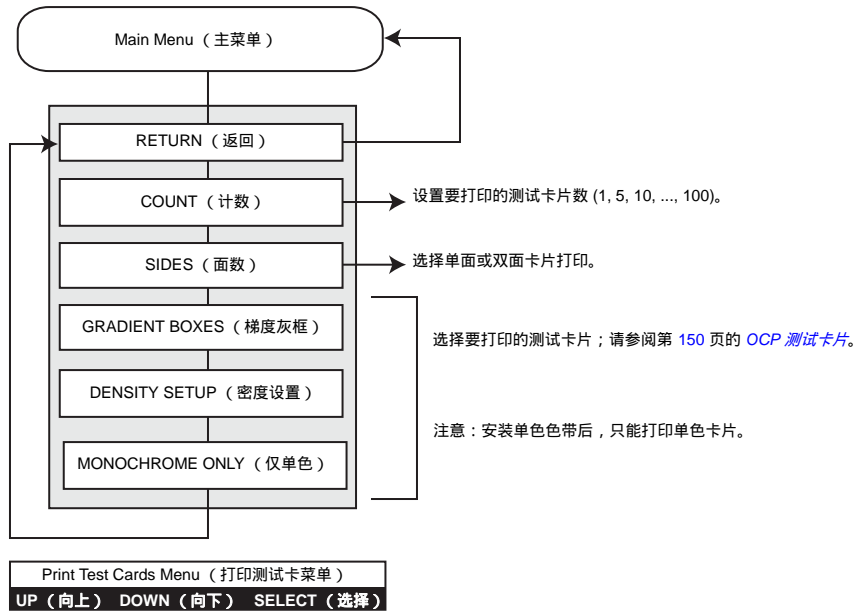 Main Menu （主菜单）
RETURN （返回）
COUNT （计数）
设置要打印的测试卡片数 (1, 5, 10, ..., 100)。
SIDES （面数）
选择单面或双面卡片打印。
GRADIENT BOXES （梯度灰框）
选择要打印的测试卡片；请参阅第 150 页的 OCP 测试卡片。
DENSITY SETUP （密度设置）
注意：安装单色色带后，只能打印单色卡片。
MONOCHROME ONLY （仅单色）
Print Test Cards Menu （打印测试卡菜单）
UP （向上） DOWN （向下） SELECT （选择）